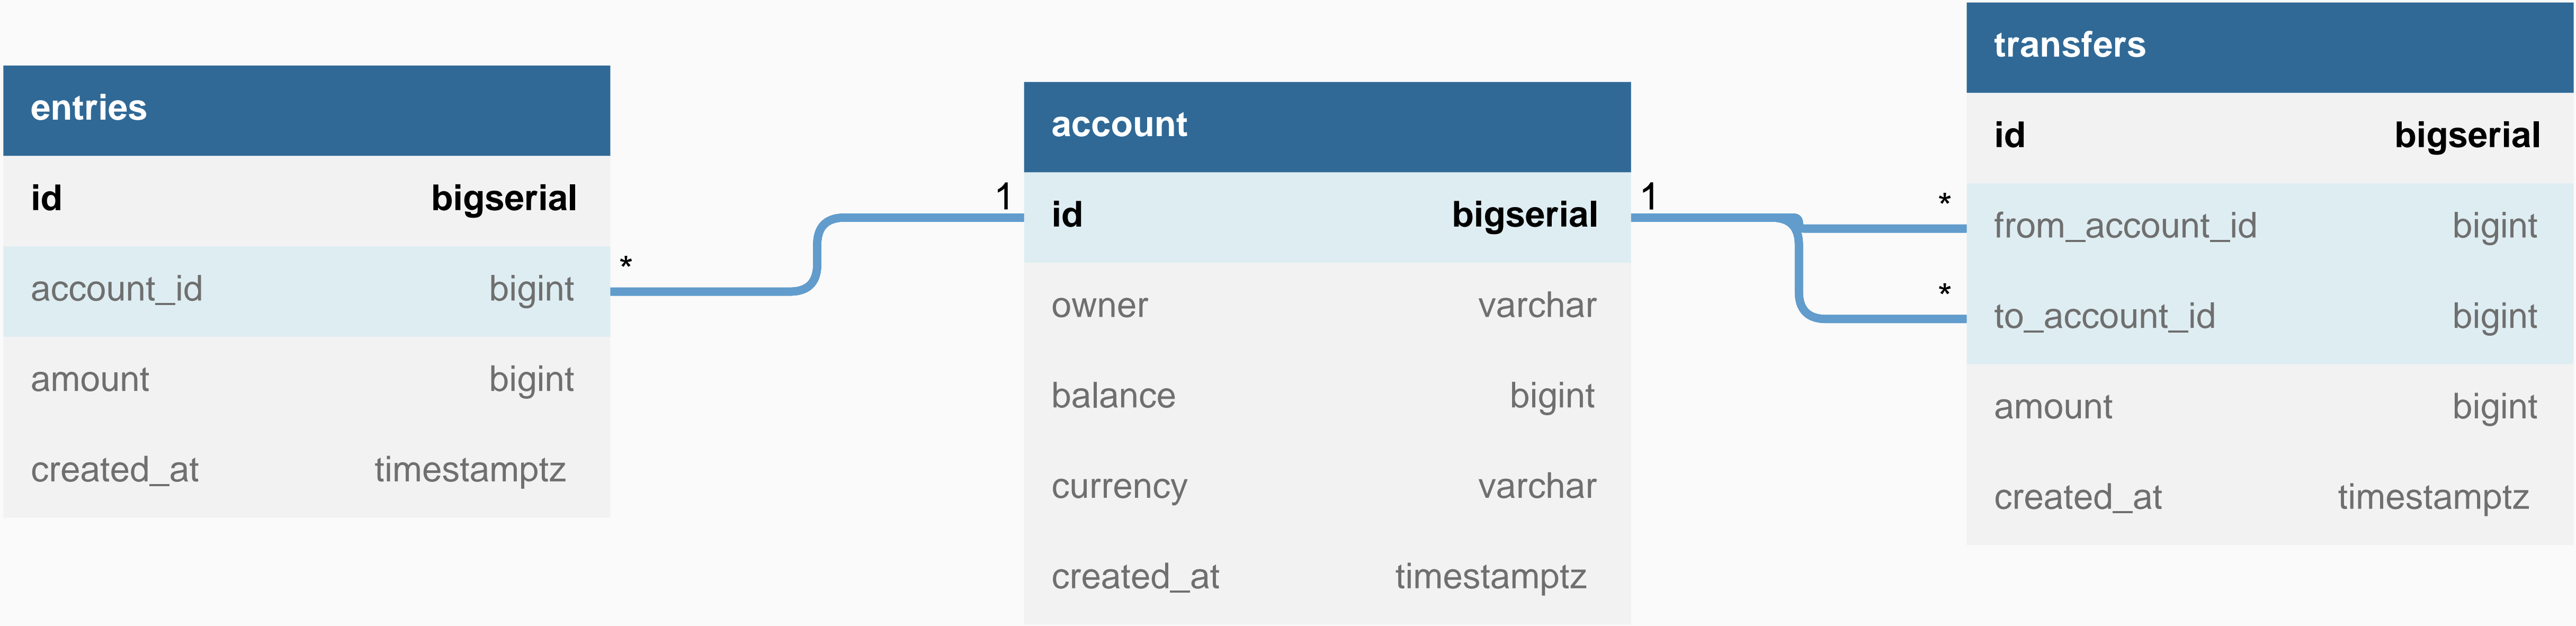 entries
id bigserial
account_id bigint
amount bigint
created_at timestamptz
*
1
account
id bigserial
owner varchar
balance bigint
currency varchar
created_at timestamptz
1
*
*
transfers
id bigserial
from_account_id bigint
to_account_id bigint
amount bigint
created_at timestamptz